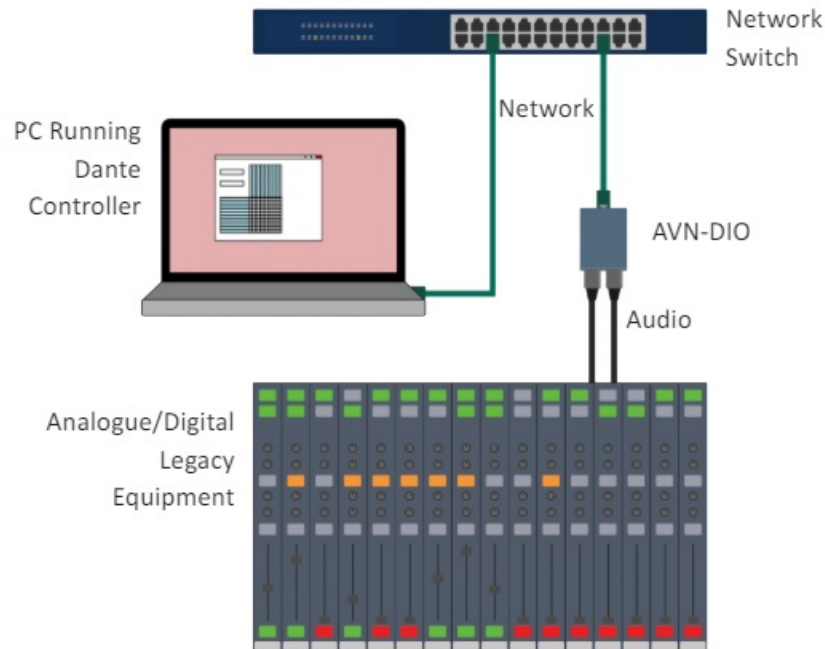 Network
Switch
Network
PC Running
Dante
Controller
AVN-DIO
Audio
Analogue/Digital
Legacy
Equipment